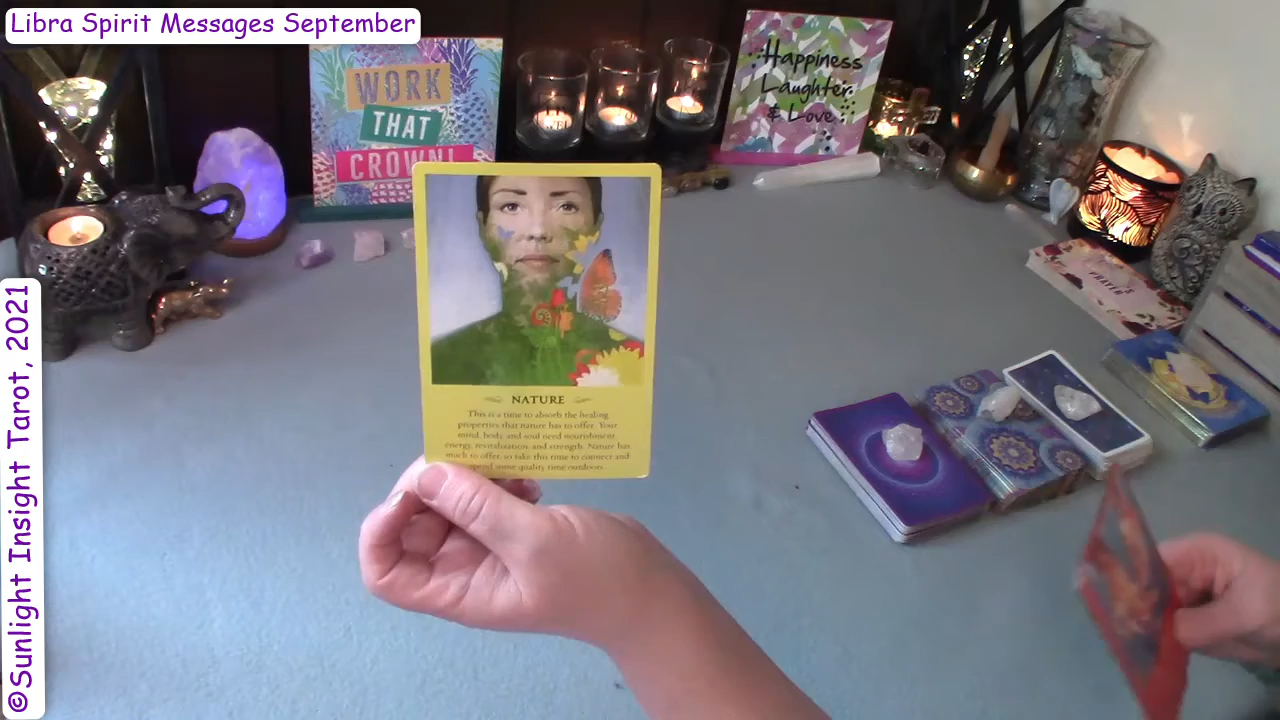 Libra Spirit Messages September
©Sunlight Insight Tarot, 2021
WORK
THAT
CROWN!
Happiness
Laughter
& Love
PRAYERS
NATURE
This is a time to absorb the healing
properties that nature has to offer. Your
mind, body, and soul need nourishment,
energy, revitalization, and strength. Nature has
much to offer, so take this time to connect and
spend some quality time outdoors.